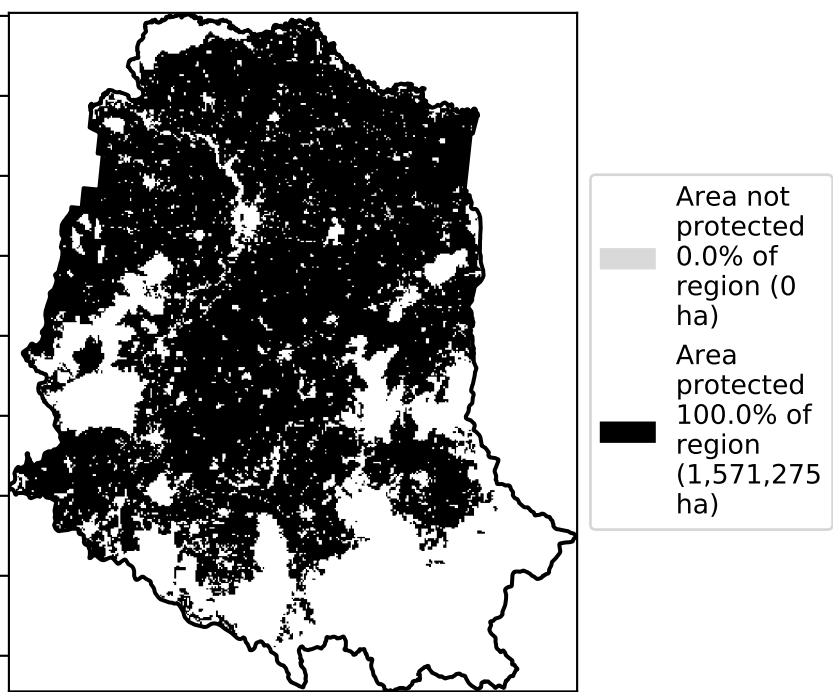 Area not
protected
0.0% of
region (0
ha)
Area
protected
100.0% of
region
(1,571,275
ha)